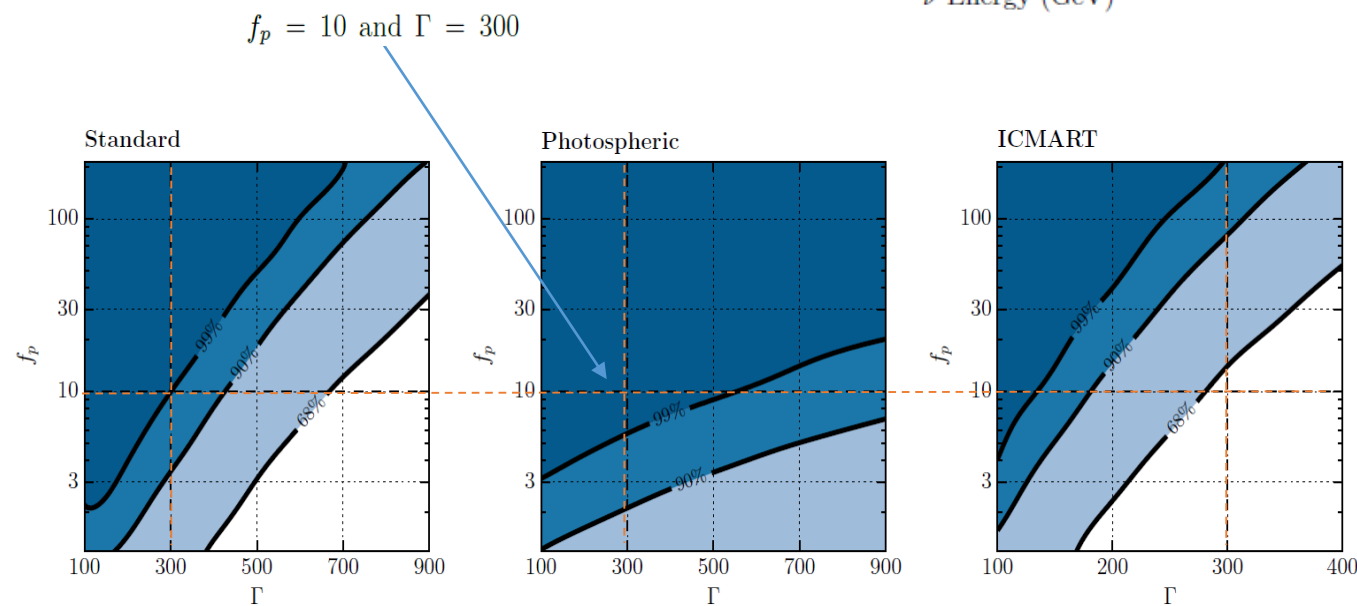 ν Energy (GeV)
f_p = 10 and Γ = 300
Standard
Photospheric
ICMART
100
30
10
3
f_p
99%
90%
68%
100 300 500 700 900
Γ
100
30
10
3
f_p
99%
90%
100 300 500 700 900
Γ
100
30
10
3
f_p
99%
90%
68%
100 200 300 400
Γ